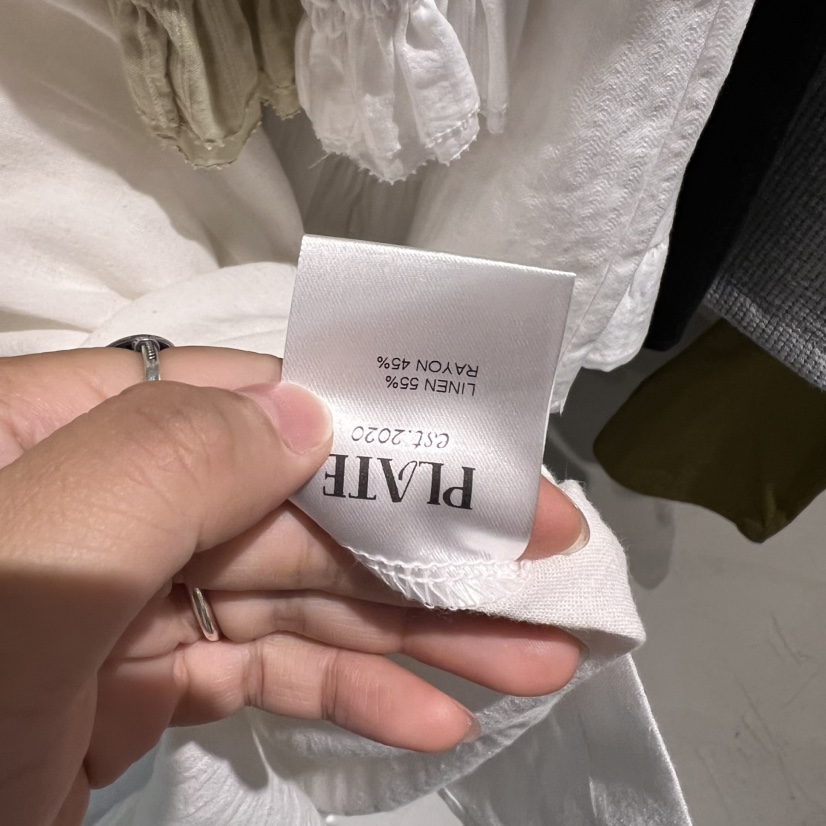 PLATE
est.2020
LINEN 55%
RAYON 45%